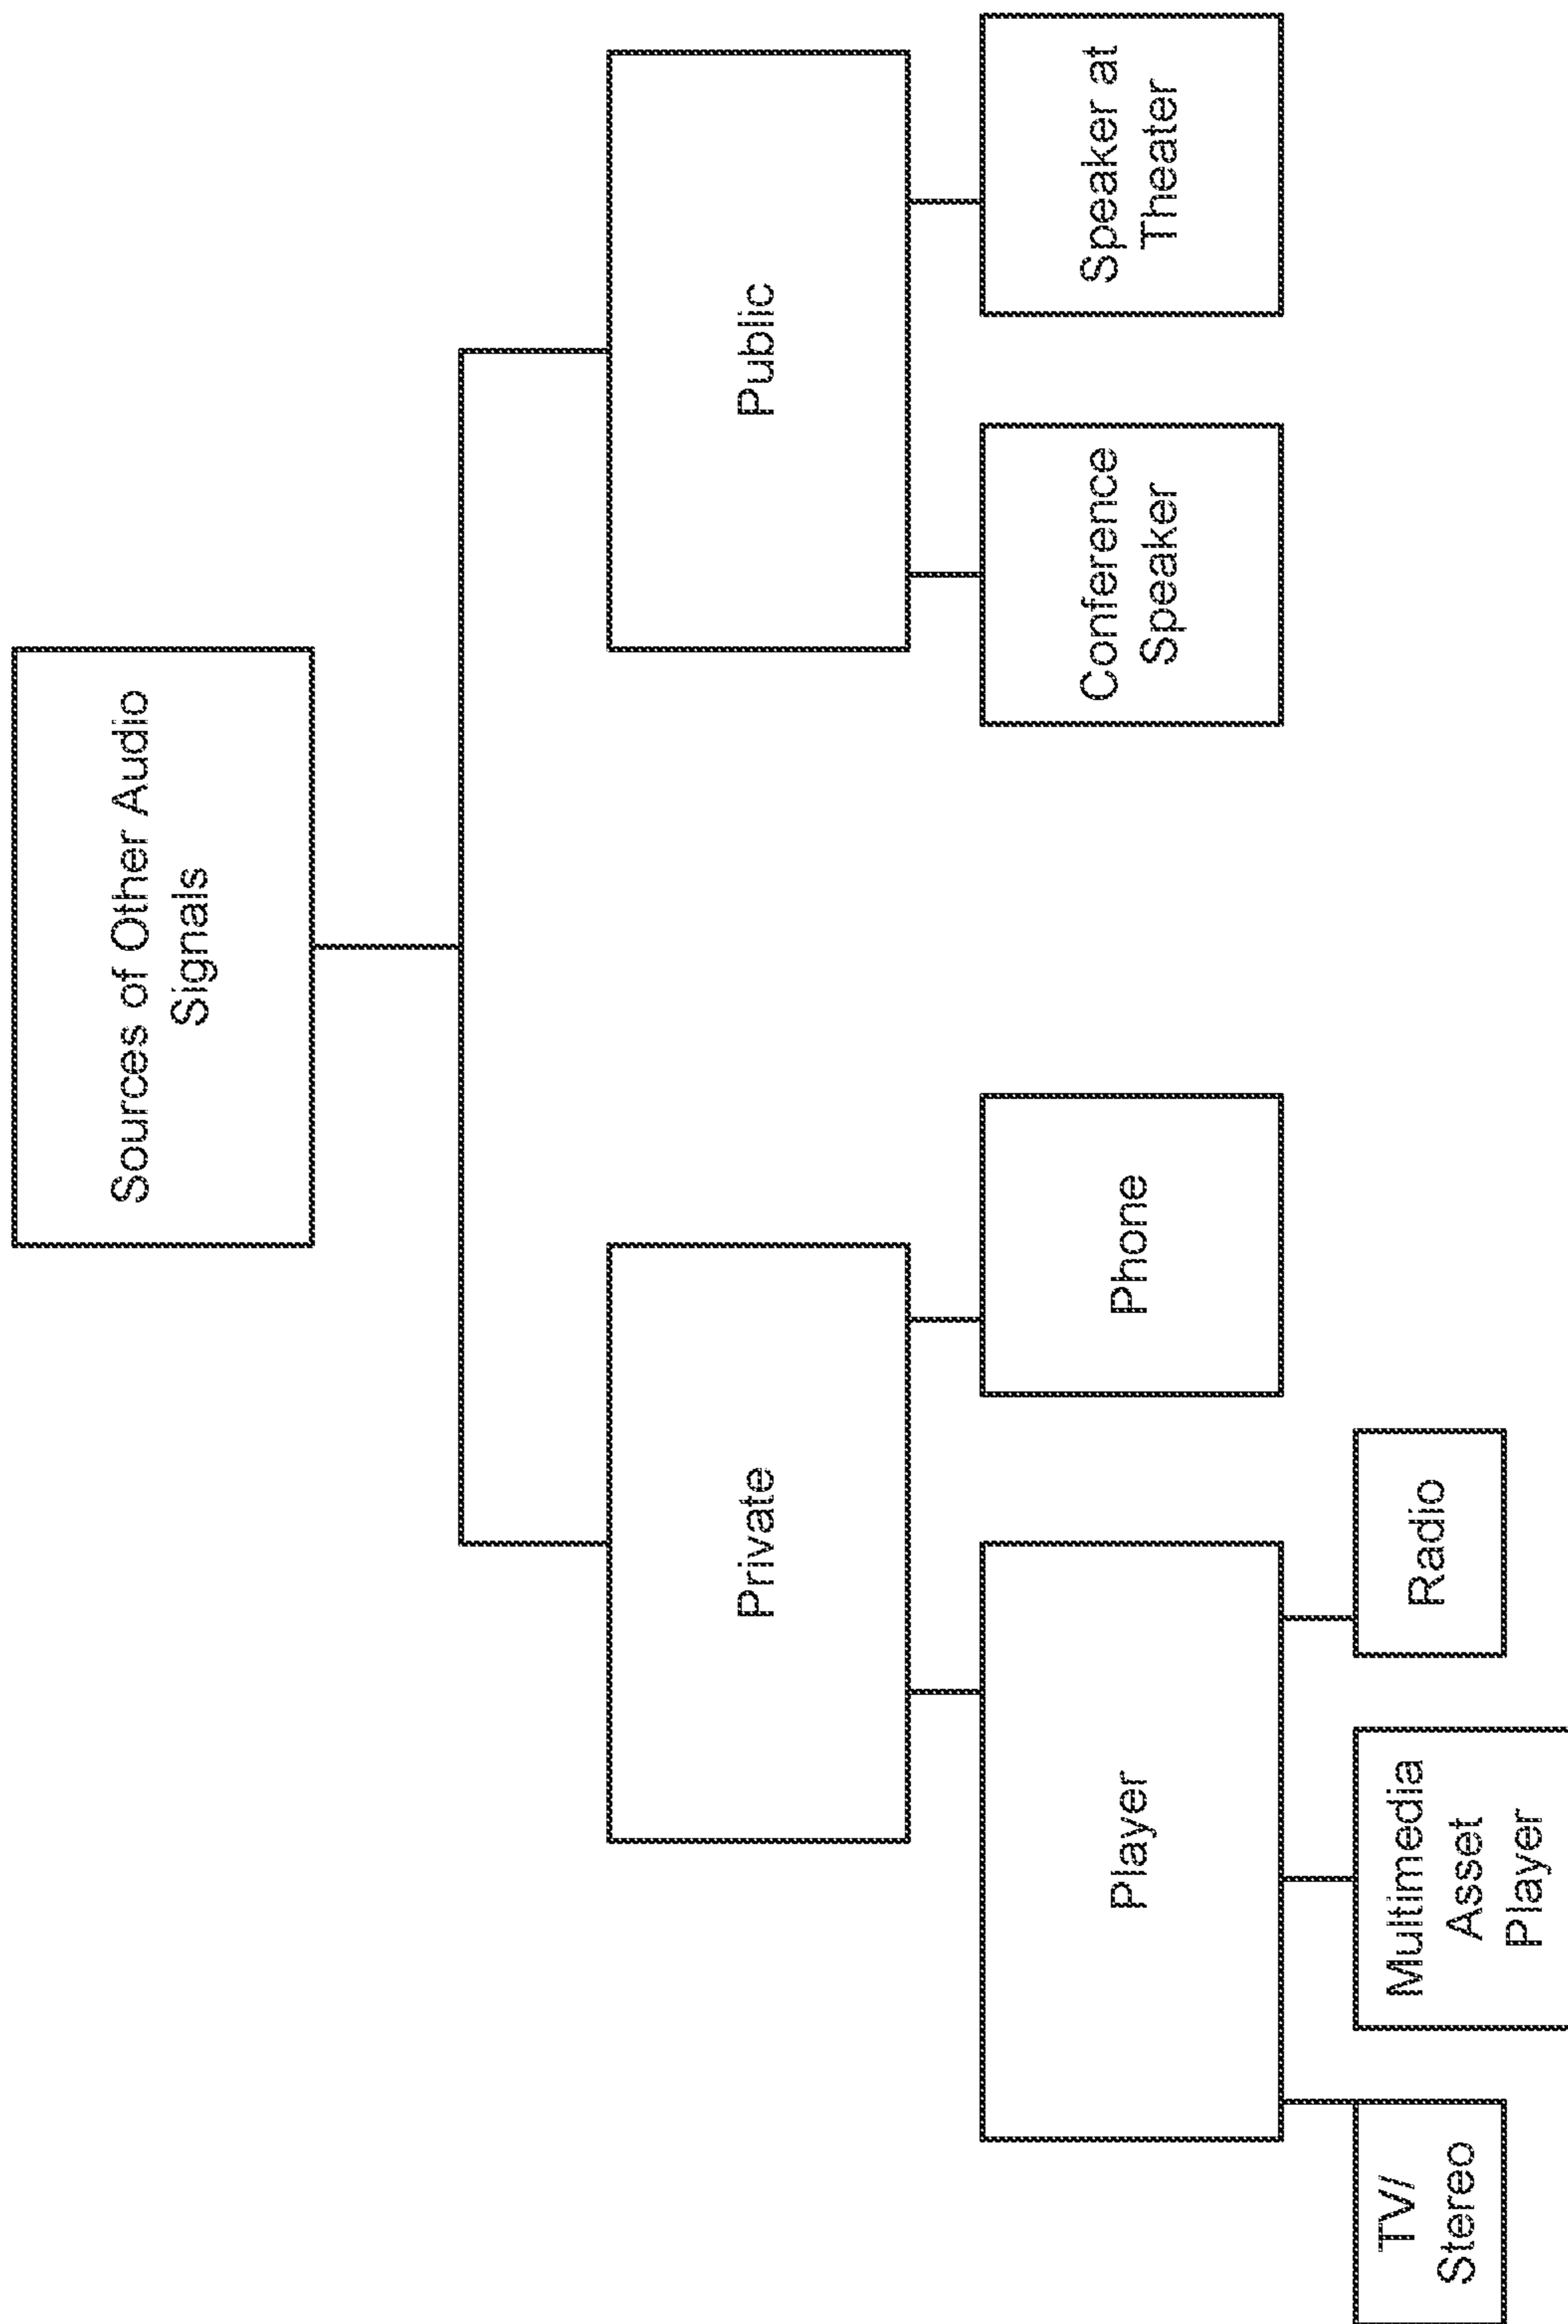 Sources of Other Audio
Signals
Private
Public
Player
Phone
Conference
Speaker
Speaker at
Theater
TV/
Stereo
Multimedia
Asset
Player
Radio